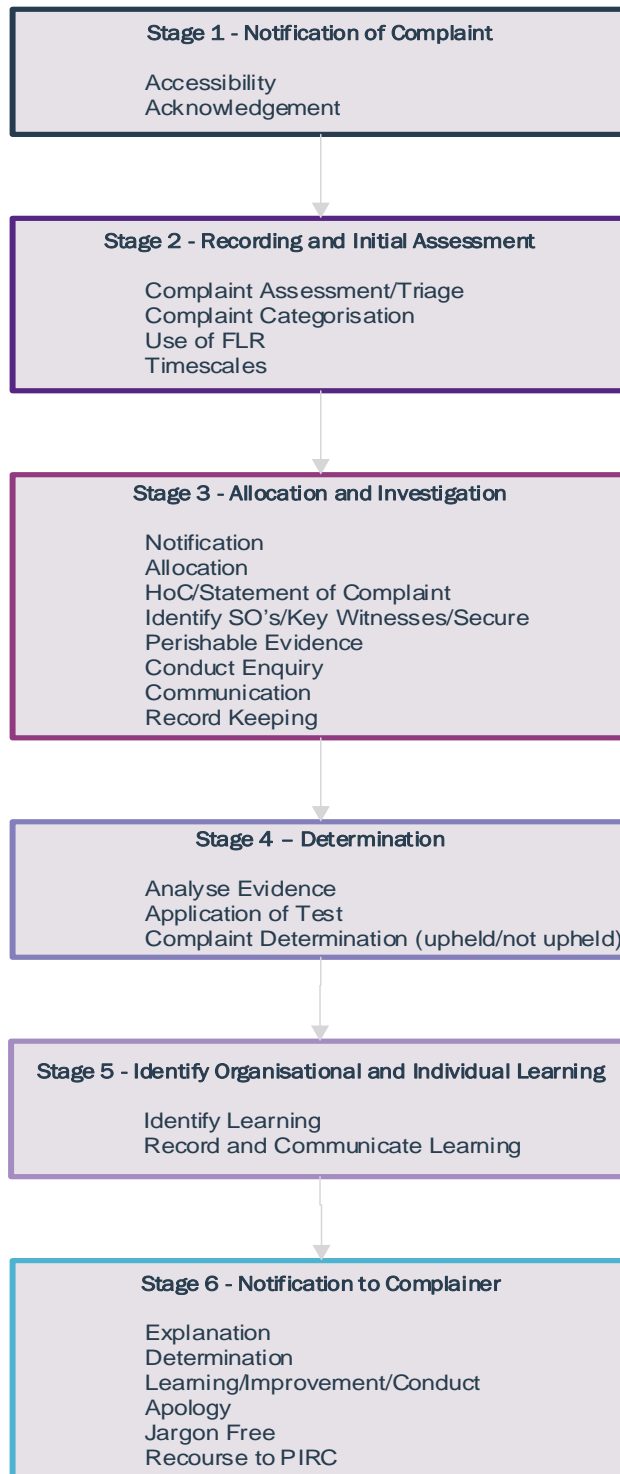 Stage 1 - Notification of Complaint
Accessibility
Acknowledgement
Stage 2 - Recording and Initial Assessment
Complaint Assessment/Triage
Complaint Categorisation
Use of FLR
Timescales
Stage 3 - Allocation and Investigation
Notification
Allocation
HoC/Statement of Complaint
Identify SO's/Key Witnesses/Secure
Perishable Evidence
Conduct Enquiry
Communication
Record Keeping
Stage 4 – Determination
Analyse Evidence
Application of Test
Complaint Determination (upheld/not upheld)
Stage 5 - Identify Organisational and Individual Learning
Identify Learning
Record and Communicate Learning
Stage 6 - Notification to Complainer
Explanation
Determination
Learning/Improvement/Conduct
Apology
Jargon Free
Recourse to PIRC